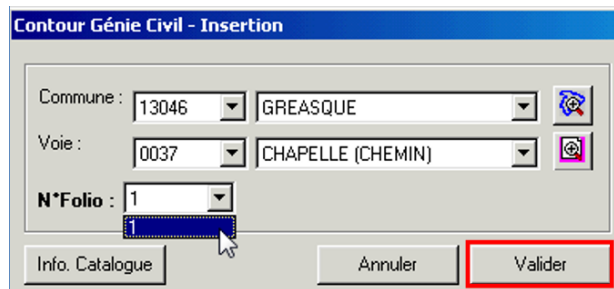 Contour Génie Civil - Insertion
Commune : 13046 GREASQUE
Voie : 0037 CHAPELLE (CHEMIN)
N°Folio : 1
1
Info. Catalogue Annuler Valider